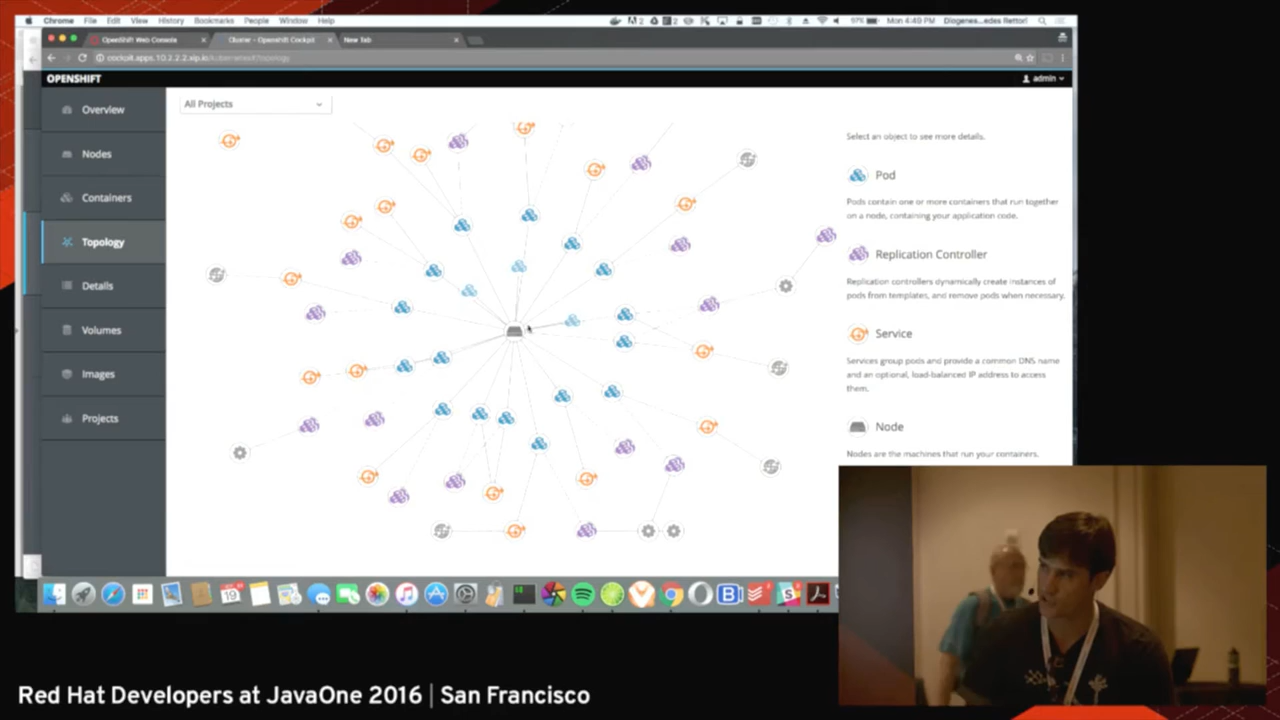 Chrome File Edit View History Bookmarks People Window Help
97% Mon 4:49 PM
OpenShift Web Console
Cluster - Openshift Cockpit
New Tab
OPENSHIFT
admin
Overview
Nodes
Containers
Topology
Details
Volumes
Images
Projects
All Projects
Select an object to see more details.
Pod
Pods contain one or more containers that run together
on a node, containing your application code.
Replication Controller
Replication controllers dynamically create instances of
pods from templates, and remove pods when necessary.
Service
Services group pods and provide a common DNS name
and an optional, load-balanced IP address to access
them.
Node
Nodes are the machines that run your containers.
19
Red Hat Developers at JavaOne 2016 | San Francisco